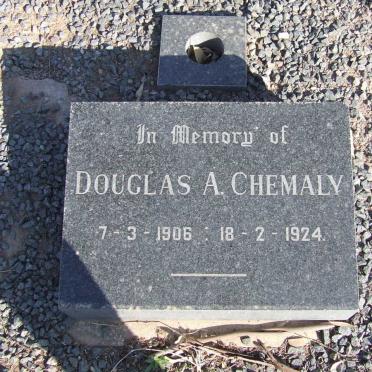 In Memory of
DOUGLAS A. CHEMALY
7 - 3 - 1906 : 18 - 2 - 1924.